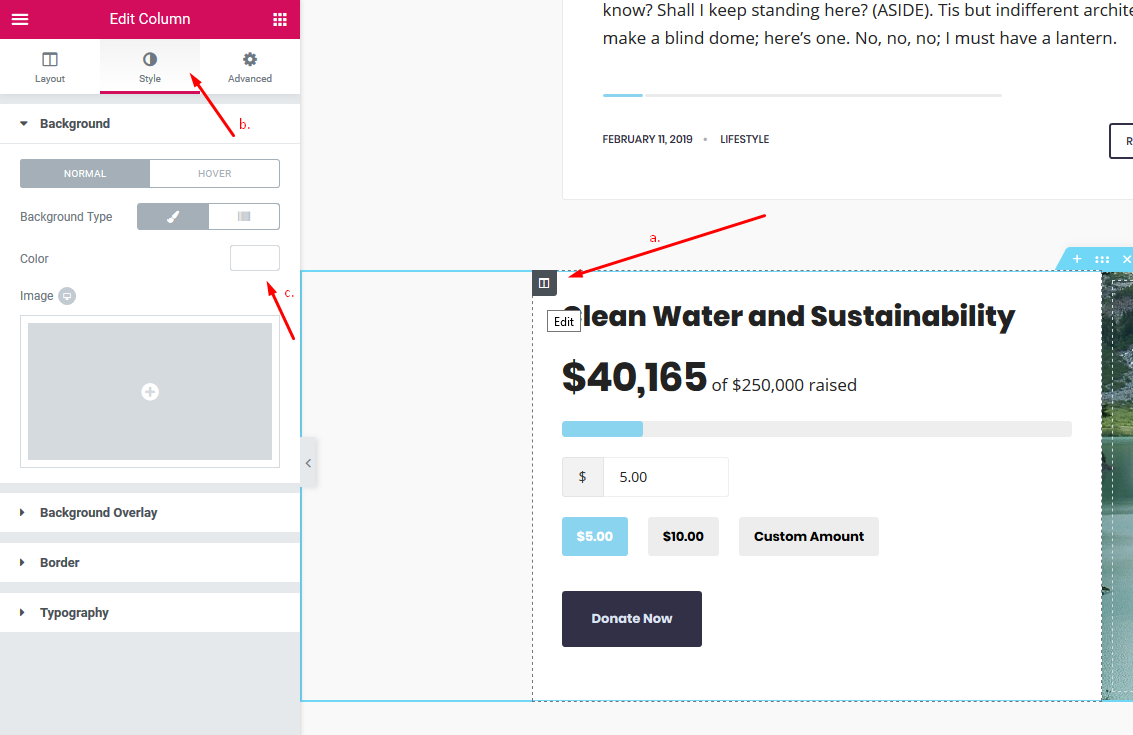 Edit Column
Layout
Style
Advanced
b.
Background
NORMAL
HOVER
Background Type
Color
Image
c.
Background Overlay
Border
Typography
know? Shall I keep standing here? (ASIDE). Tis but indifferent archite
make a blind dome; here’s one. No, no, no; I must have a lantern.
FEBRUARY 11, 2019 • LIFESTYLE
R
a.
Edit
Clean Water and Sustainability
$40,165 of $250,000 raised
$ 5.00
$5.00
$10.00
Custom Amount
Donate Now